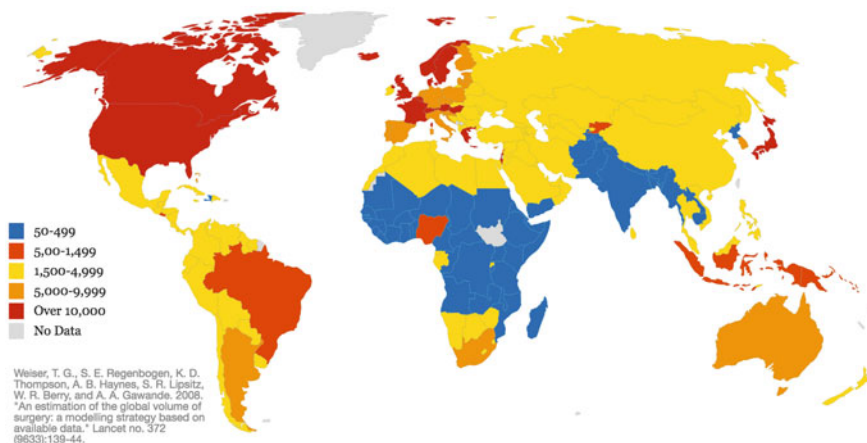 50-499
5,00-1,499
1,500-4,999
5,000-9,999
Over 10,000
No Data
Weiser, T. G., S. E. Regenbogen, K. D.
Thompson, A. B. Haynes, S. R. Lipsitz,
W. R. Berry, and A. A. Gawande. 2008.
"An estimation of the global volume of
surgery: a modelling strategy based on
available data." Lancet no. 372
(9633):139-44.